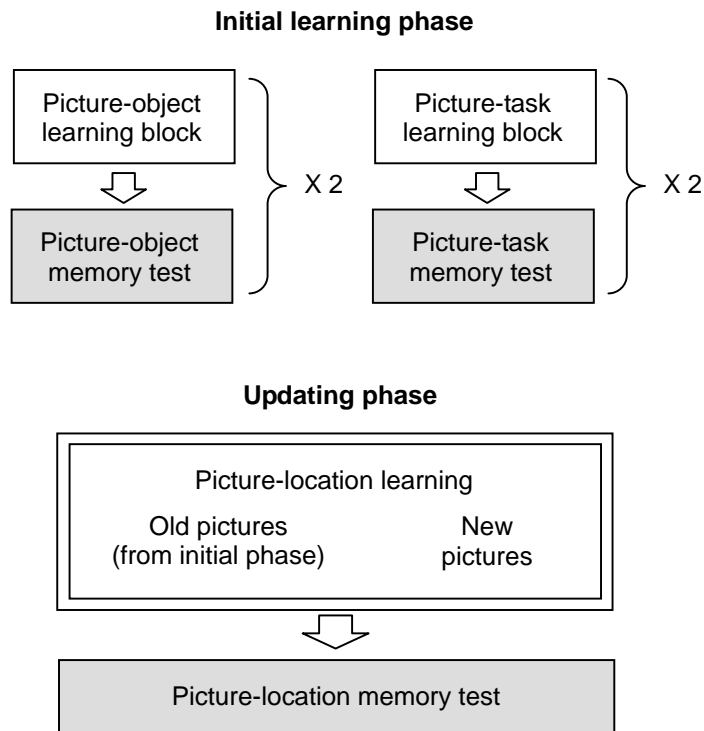 Initial learning phase
Picture-object
learning block
X 2
Picture-object
memory test
Picture-task
learning block
X 2
Picture-task
memory test
Updating phase
Picture-location learning
Old pictures
(from initial phase)
New
pictures
Picture-location memory test